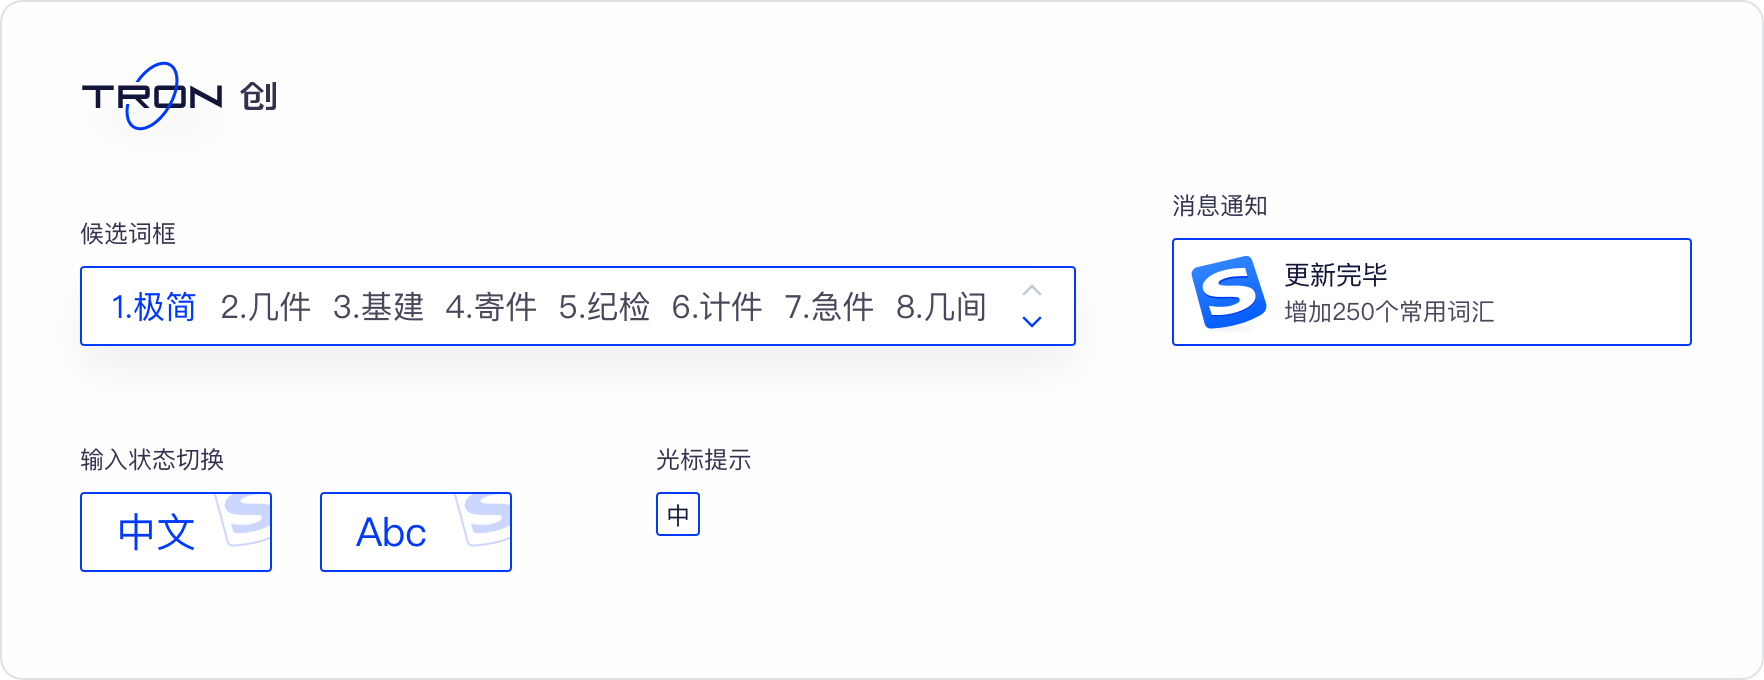 TRON 创
候选词框
1.极简 2.几件 3.基建 4.寄件 5.纪检 6.计件 7.急件 8.几间
消息通知
S
更新完毕
增加250个常用词汇
输入状态切换
中文 S
Abc S
光标提示
中